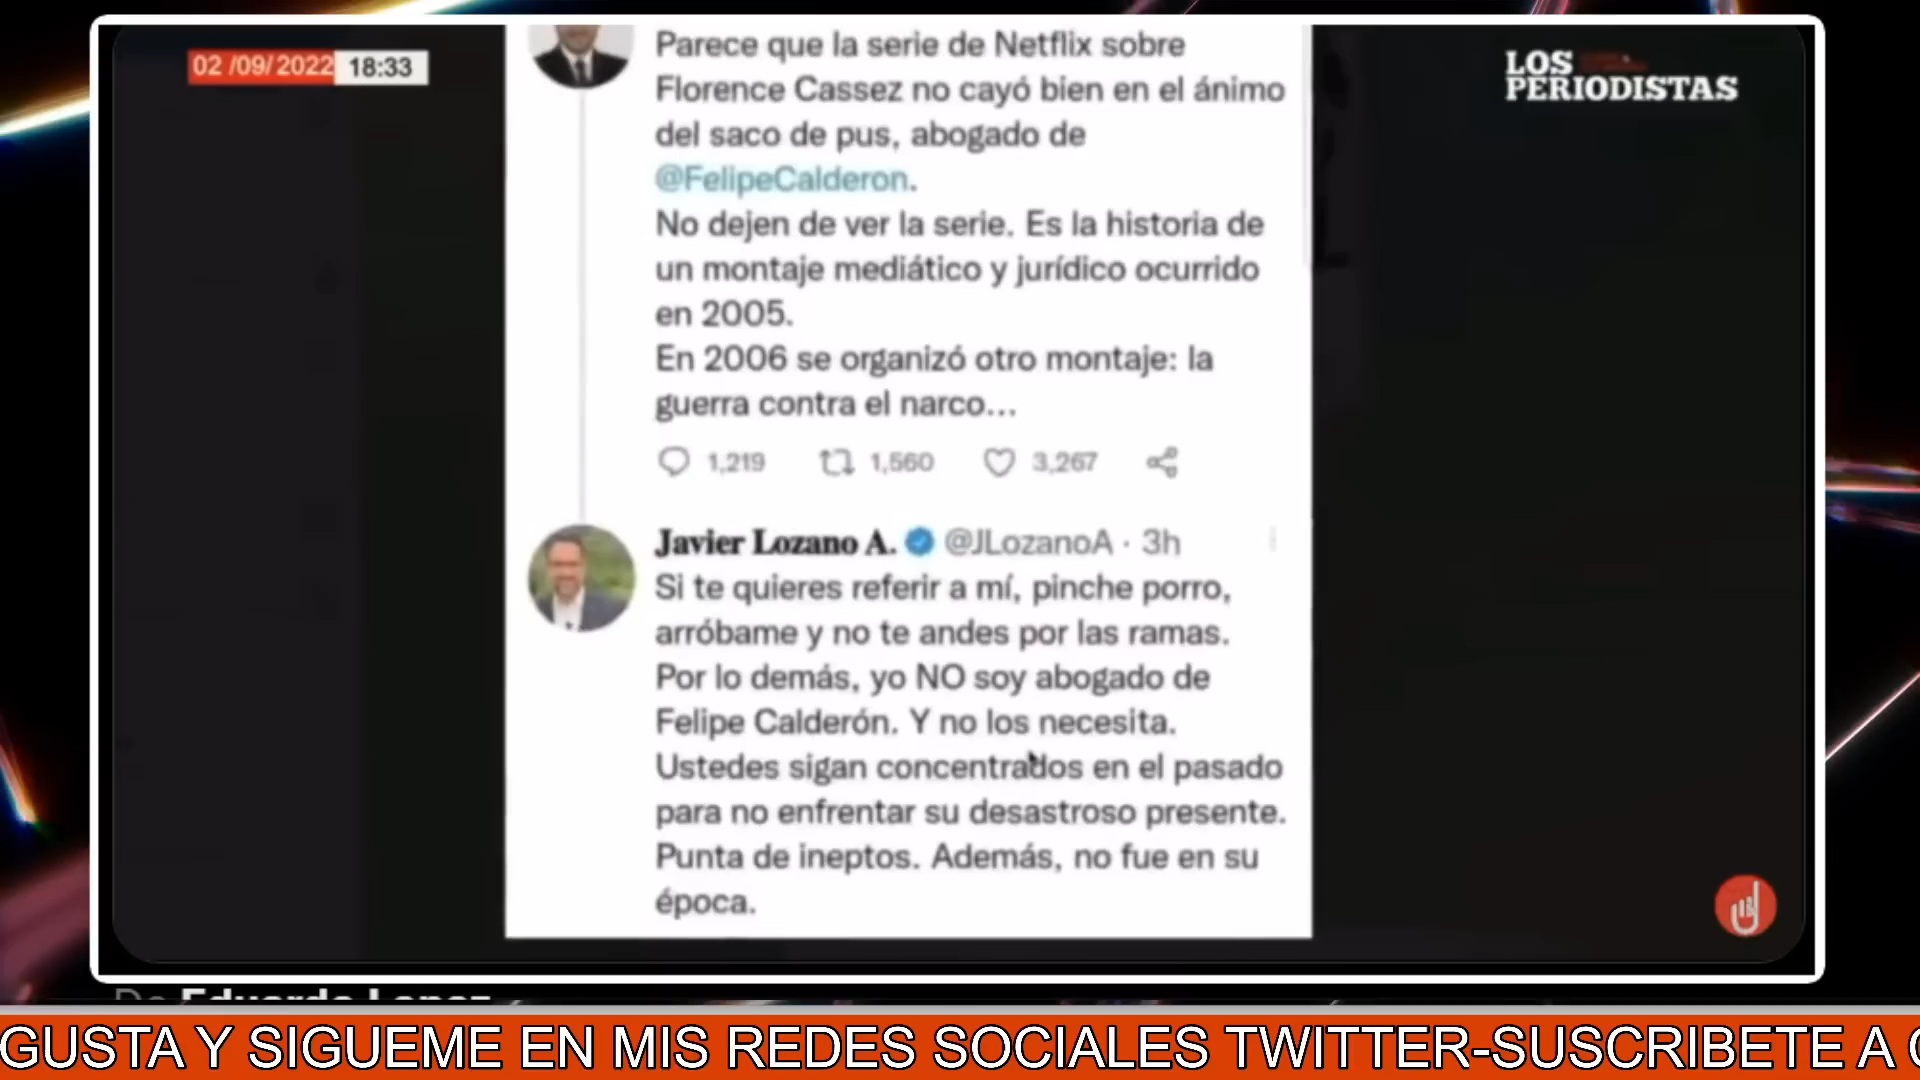 02 /09/2022 18:33
LOS
PERIODISTAS
Parece que la serie de Netflix sobre
Florence Cassez no cayó bien en el ánimo
del saco de pus, abogado de
@FelipeCalderon.
No dejen de ver la serie. Es la historia de
un montaje mediático y jurídico ocurrido
en 2005.
En 2006 se organizó otro montaje: la
guerra contra el narco...
1,219 1,560 3,267
Javier Lozano A. @JLozanoA · 3h
Si te quieres referir a mí, pinche porro,
arróbame y no te andes por las ramas.
Por lo demás, yo NO soy abogado de
Felipe Calderón. Y no los necesita.
Ustedes sigan concentrados en el pasado
para no enfrentar su desastroso presente.
Punta de ineptos. Además, no fue en su
época.
De Eduardo Lopez
GUSTA Y SIGUEME EN MIS REDES SOCIALES TWITTER-SUSCRIBETE A